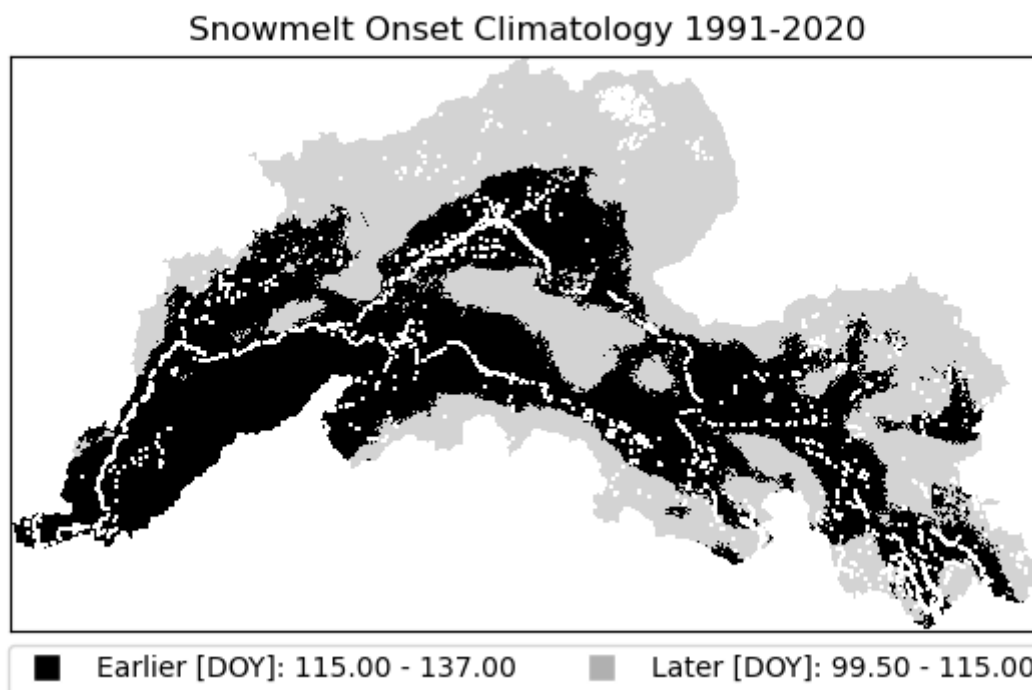 Snowmelt Onset Climatology 1991-2020
Earlier [DOY]: 115.00 - 137.00 Later [DOY]: 99.50 - 115.00